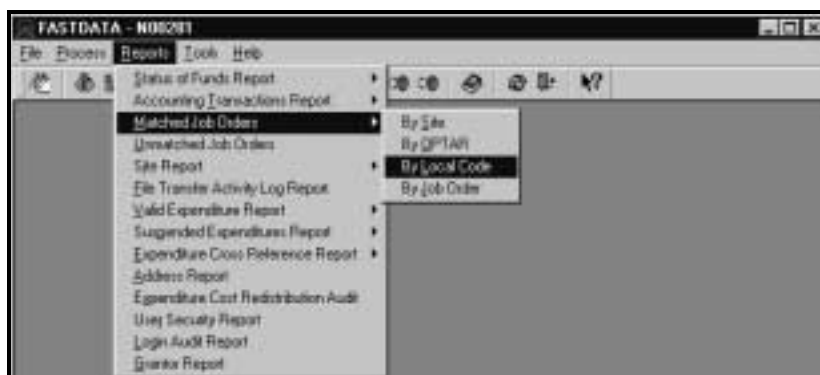 FASTDATA - N00281
File Process Reports Tools Help
Status of Funds Report
Accounting Transactions Report
Matched Job Orders
By Site
Unmatched Job Orders
By OPTAR
Site Report
By Local Code
File Transfer Activity Log Report
By Job Order
Valid Expenditure Report
Suspended Expenditures Report
Expenditure Cross Reference Report
Address Report
Expenditure Cost Redistribution Audit
User Security Report
Login Audit Report
Grantor Report